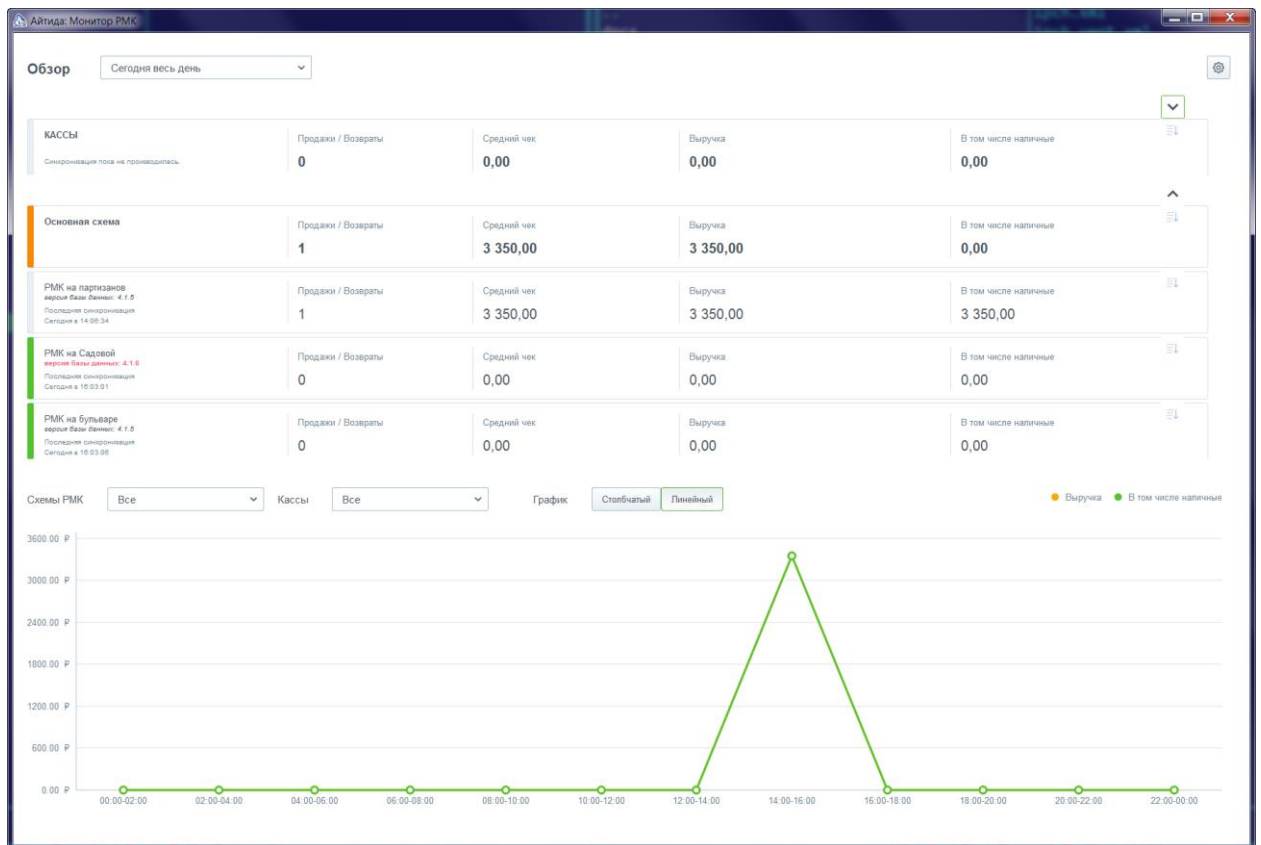 Айтида: Монитор РМК
Обзор Сегодня весь день
КАССЫ Продажи / Возвраты Средний чек Выручка В том числе наличные
Синхронизация пока не производилась. 0 0,00 0,00 0,00
Основная схема Продажи / Возвраты Средний чек Выручка В том числе наличные
1 3 350,00 3 350,00 0,00
РМК на партизанов Продажи / Возвраты Средний чек Выручка В том числе наличные
версия базы данных: 4.1.5
Последняя синхронизация 1 3 350,00 3 350,00 3 350,00
Сегодня в 14:06:34
РМК на Садовой Продажи / Возвраты Средний чек Выручка В том числе наличные
версия базы данных: 4.1.6
Последняя синхронизация 0 0,00 0,00 0,00
Сегодня в 16:03:01
РМК на бульваре Продажи / Возвраты Средний чек Выручка В том числе наличные
версия базы данных: 4.1.5
Последняя синхронизация 0 0,00 0,00 0,00
Сегодня в 16:03:06
Схемы РМК Все Кассы Все График Столбчатый Линейный Выручка В том числе наличные
3600.00 ₽
3000.00 ₽
2400.00 ₽
1800.00 ₽
1200.00 ₽
600.00 ₽
0.00 ₽
00:00-02:00 02:00-04:00 04:00-06:00 06:00-08:00 08:00-10:00 10:00-12:00 12:00-14:00 14:00-16:00 16:00-18:00 18:00-20:00 20:00-22:00 22:00-00:00